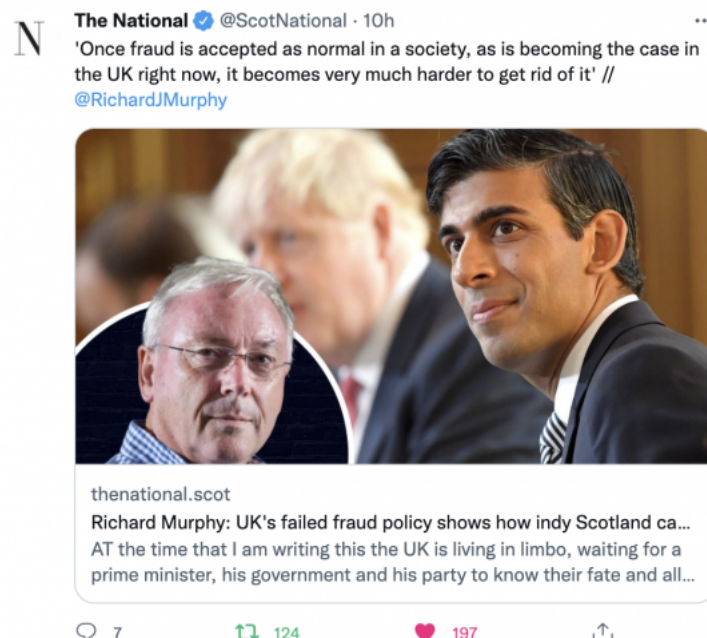 N
The National @ScotNational · 10h
'Once fraud is accepted as normal in a society, as is becoming the case in
the UK right now, it becomes very much harder to get rid of it' //
@RichardJMurphy
thenational.scot
Richard Murphy: UK's failed fraud policy shows how indy Scotland ca...
AT THE time that I am writing this the UK is living in limbo, waiting for a
prime minister, his government and his party to know their fate and all...
7 124 197